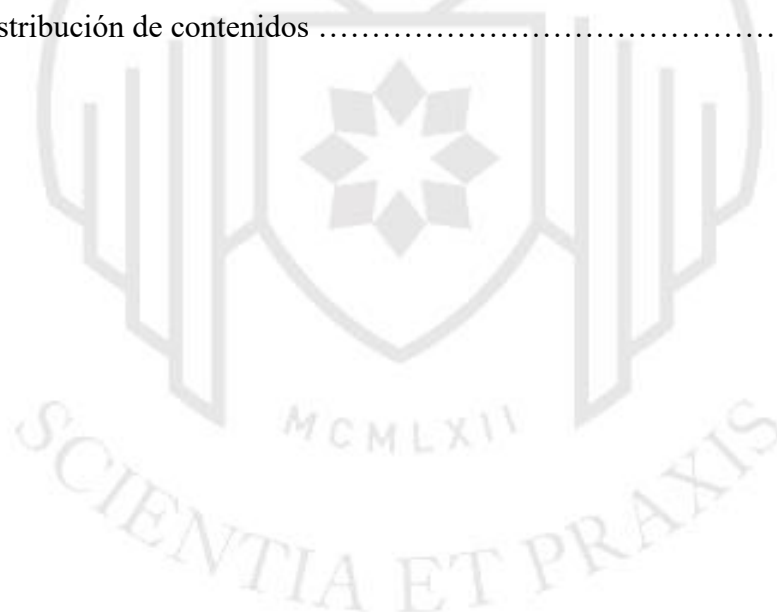 stribución de contenidos ……………………………………
MCMLXII
SCIENTIA ET PRAXIS